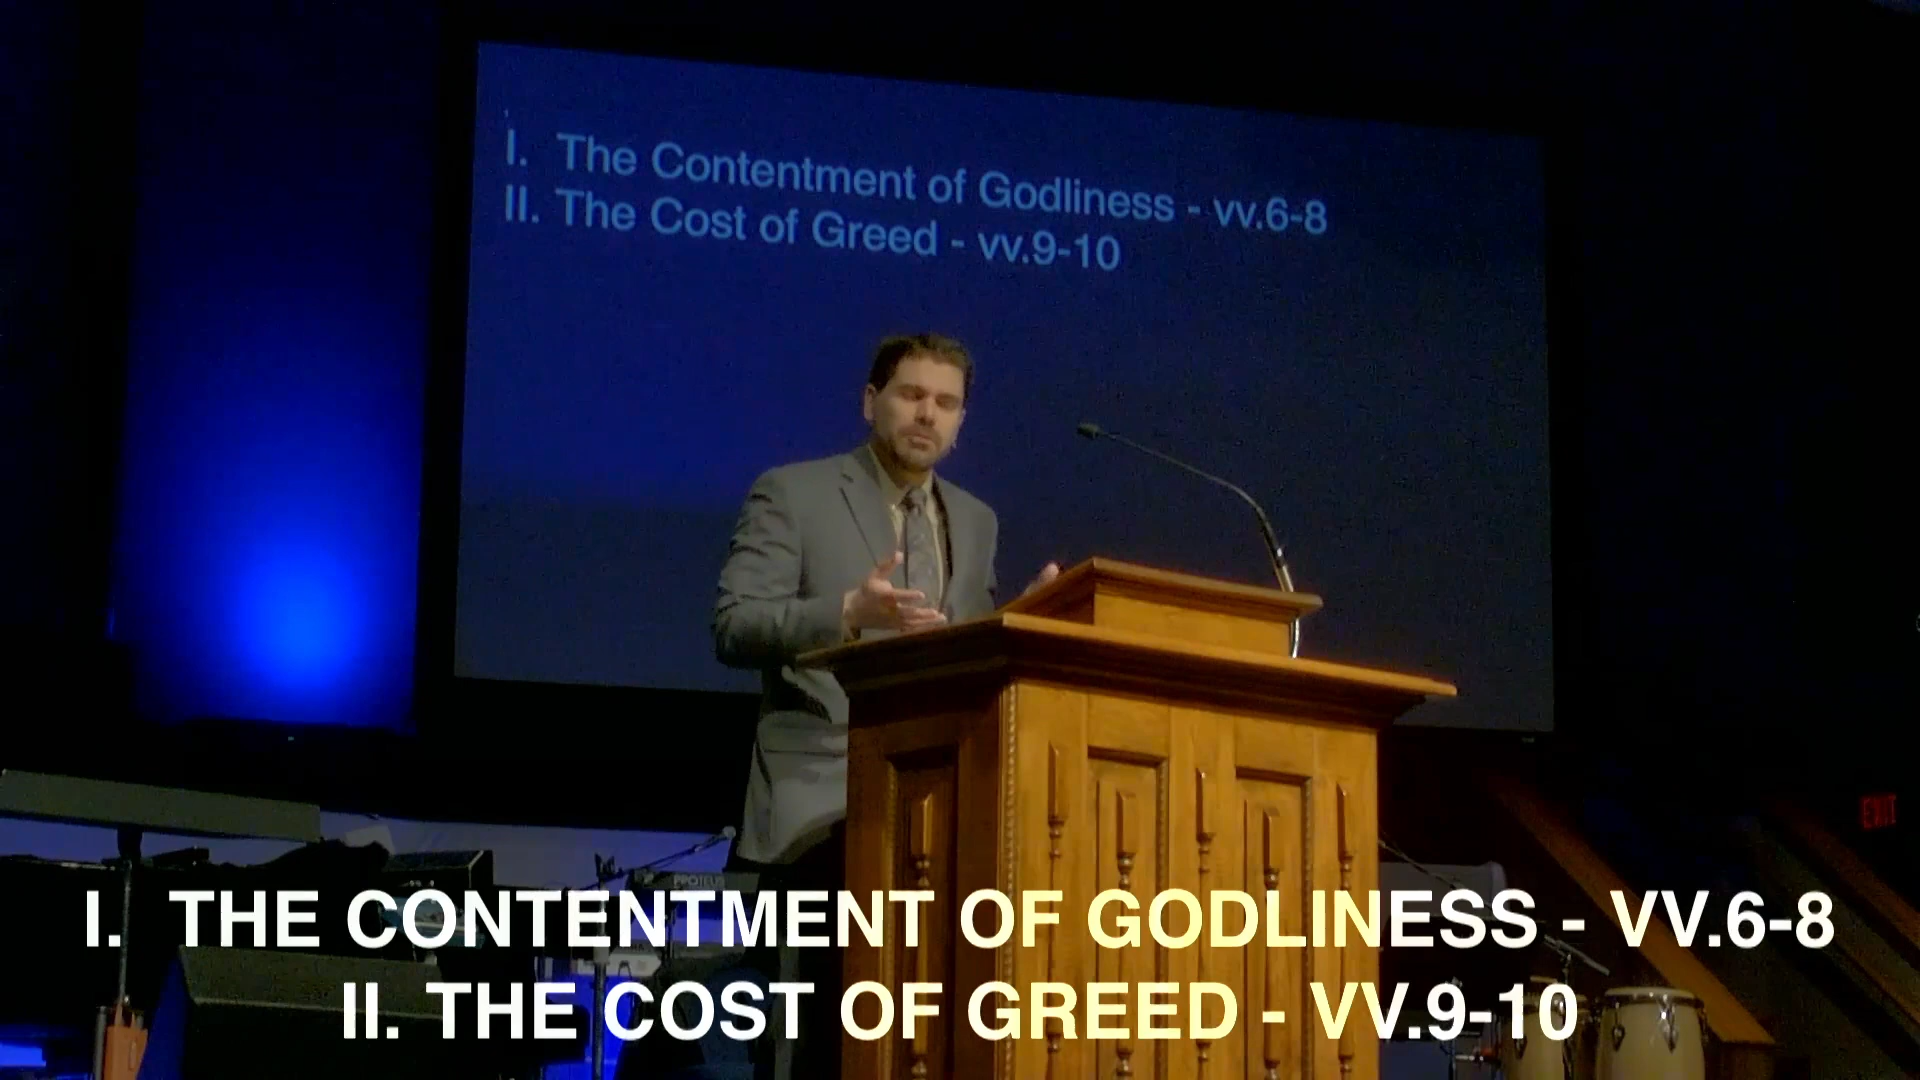 I. The Contentment of Godliness - vv.6-8
II. The Cost of Greed - vv.9-10
PROTEUS
EXIT
I. THE CONTENTMENT OF GODLINESS - VV.6-8
II. THE COST OF GREED - VV.9-10